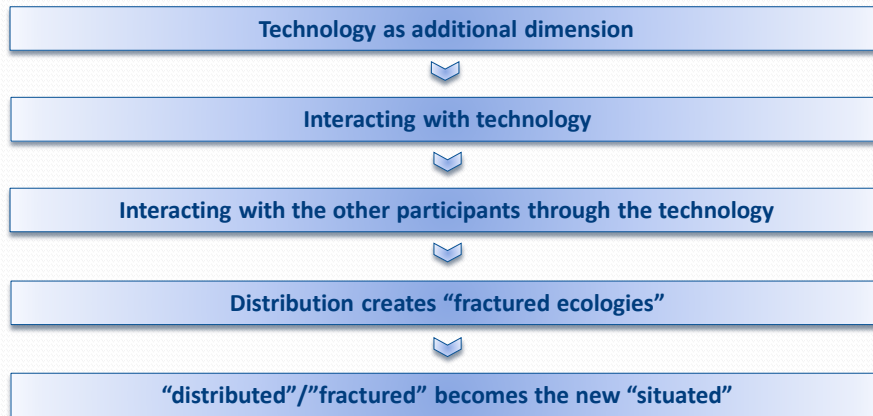 Technology as additional dimension
Interacting with technology
Interacting with the other participants through the technology
Distribution creates “fractured ecologies”
“distributed”/”fractured” becomes the new “situated”